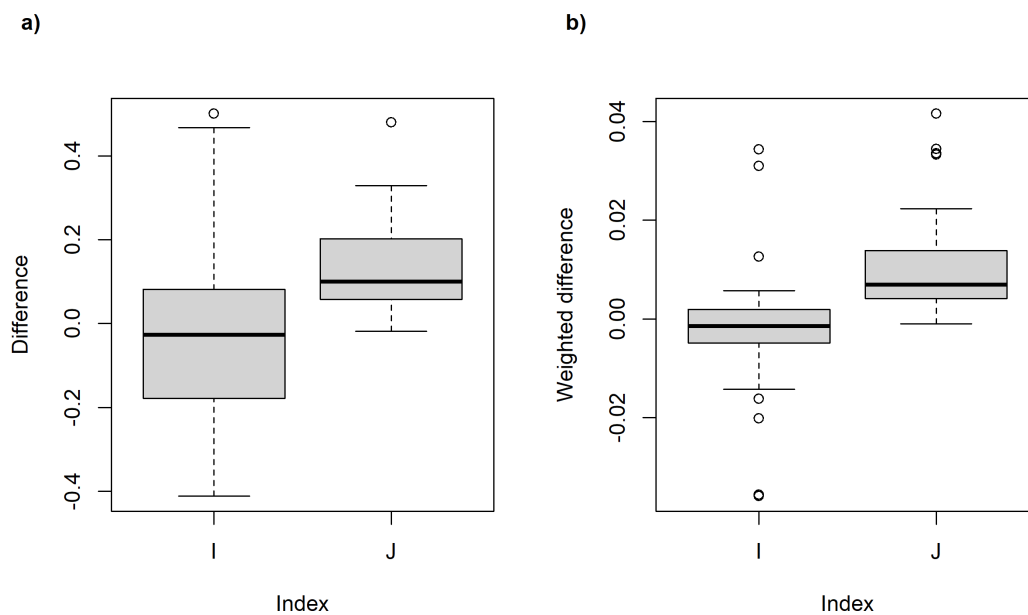 a)
Difference
0.4
0.2
0.0
-0.2
-0.4
I
J
Index
b)
Weighted difference
0.04
0.02
0.00
-0.02
I
J
Index